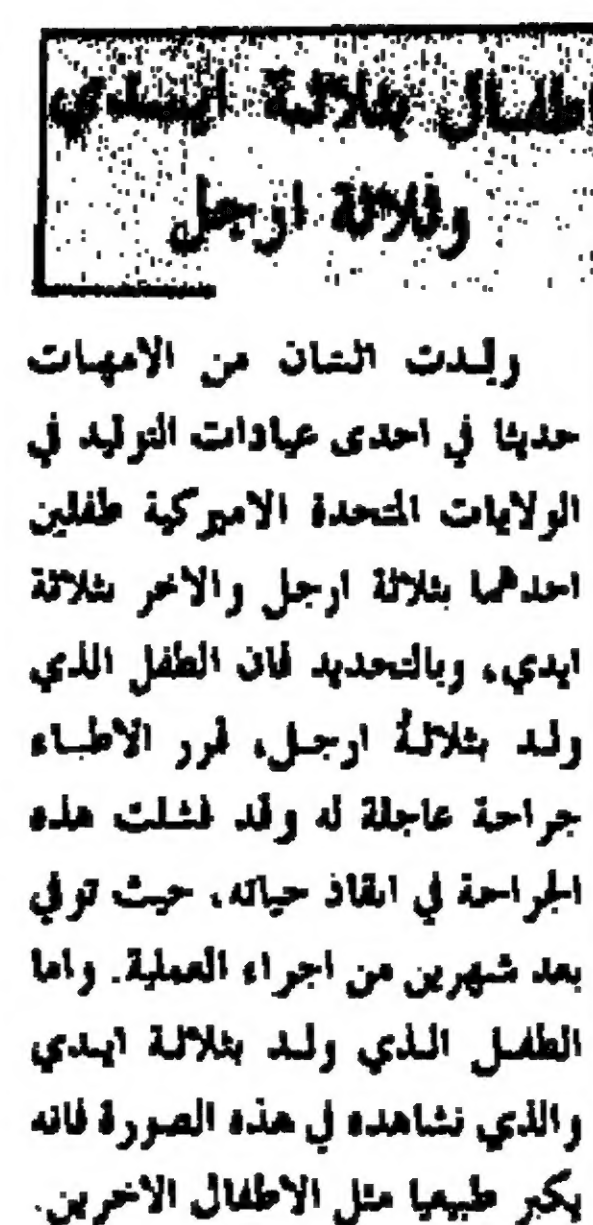 اطفال بثلاثة ايدي
وثلاثة ارجل
ولدت اثنتان من الامهات
حديثا في احدى عيادات التوليد في
الولايات المتحدة الاميركية طفلين
احدهما بثلاثة ارجل والاخر بثلاثة
ايدي، وبالتحديد فان الطفل الذي
ولد بثلاثة ارجل، قرر الاطباء
جراحة عاجلة له وقد فشلت هذه
الجراحة في انقاذ حياته، حيث توفي
بعد شهرين من اجراء العملية. واما
الطفل الذي ولد بثلاثة ايدي
والذي نشاهده في هذه الصورة فانه
يكبر طبيعيا مثل الاطفال الاخرين.